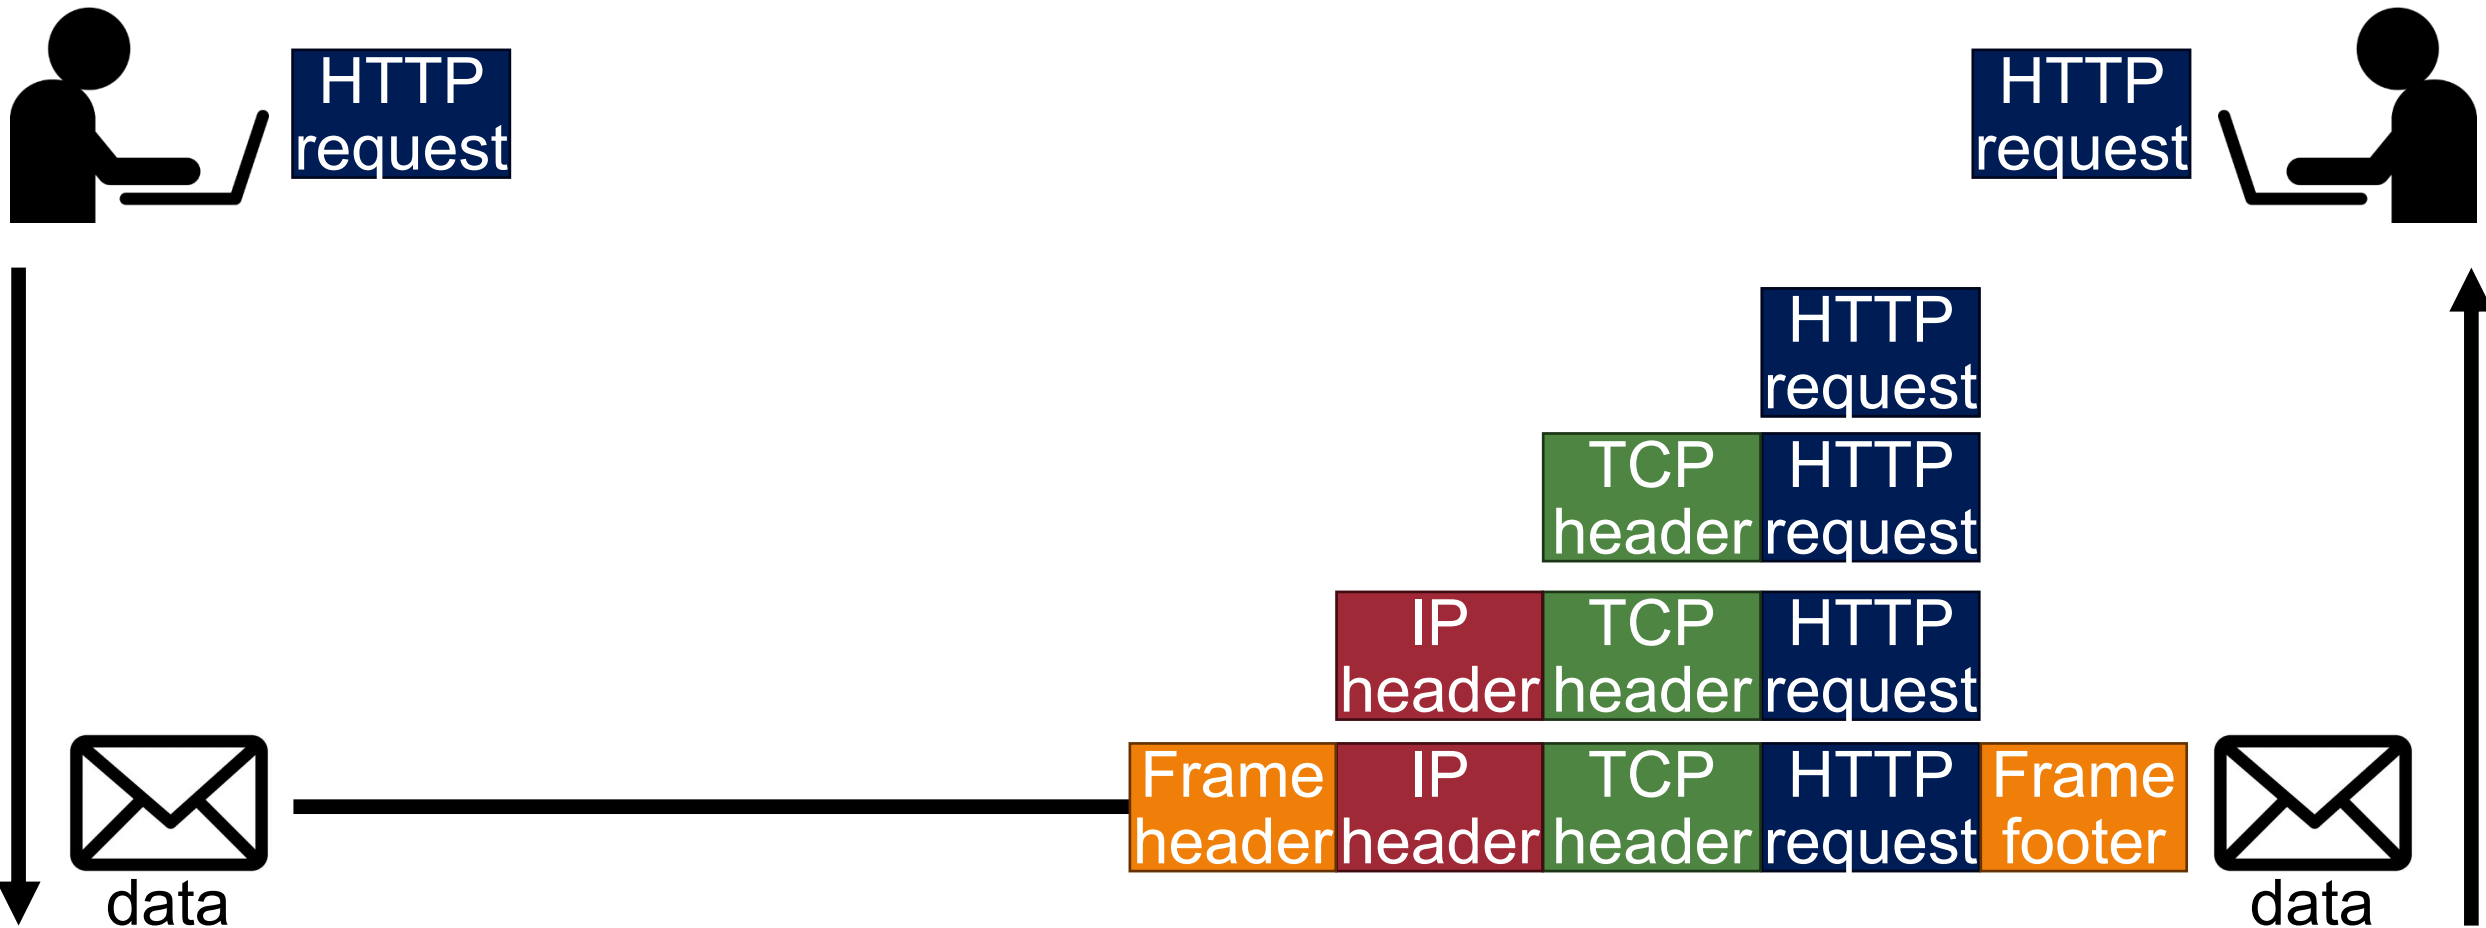 HTTP
request
HTTP
request
HTTP
request
TCP
header
HTTP
request
IP
header
TCP
header
HTTP
request
Frame
header
IP
header
TCP
header
HTTP
request
Frame
footer
data
data